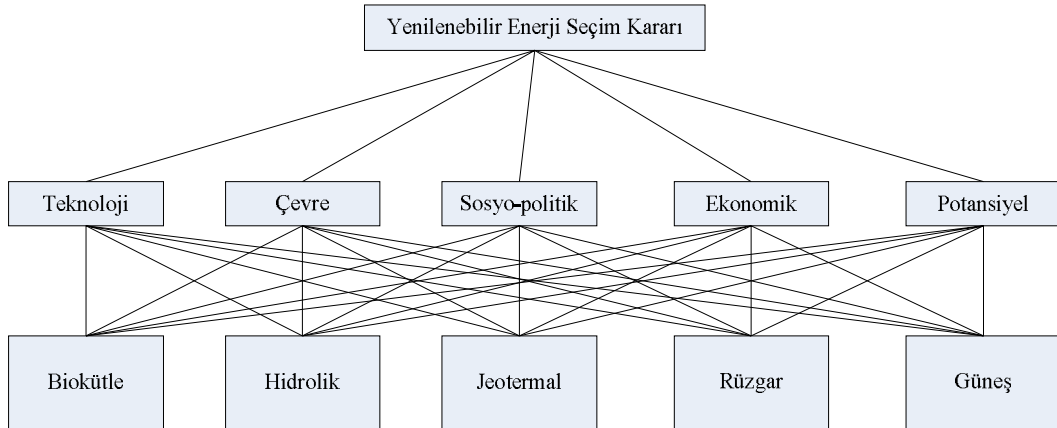 Yenilenebilir Enerji Seçim Kararı
Teknoloji
Çevre
Sosyo-politik
Ekonomik
Potansiyel
Biokütle
Hidrolik
Jeotermal
Rüzgar
Güneş